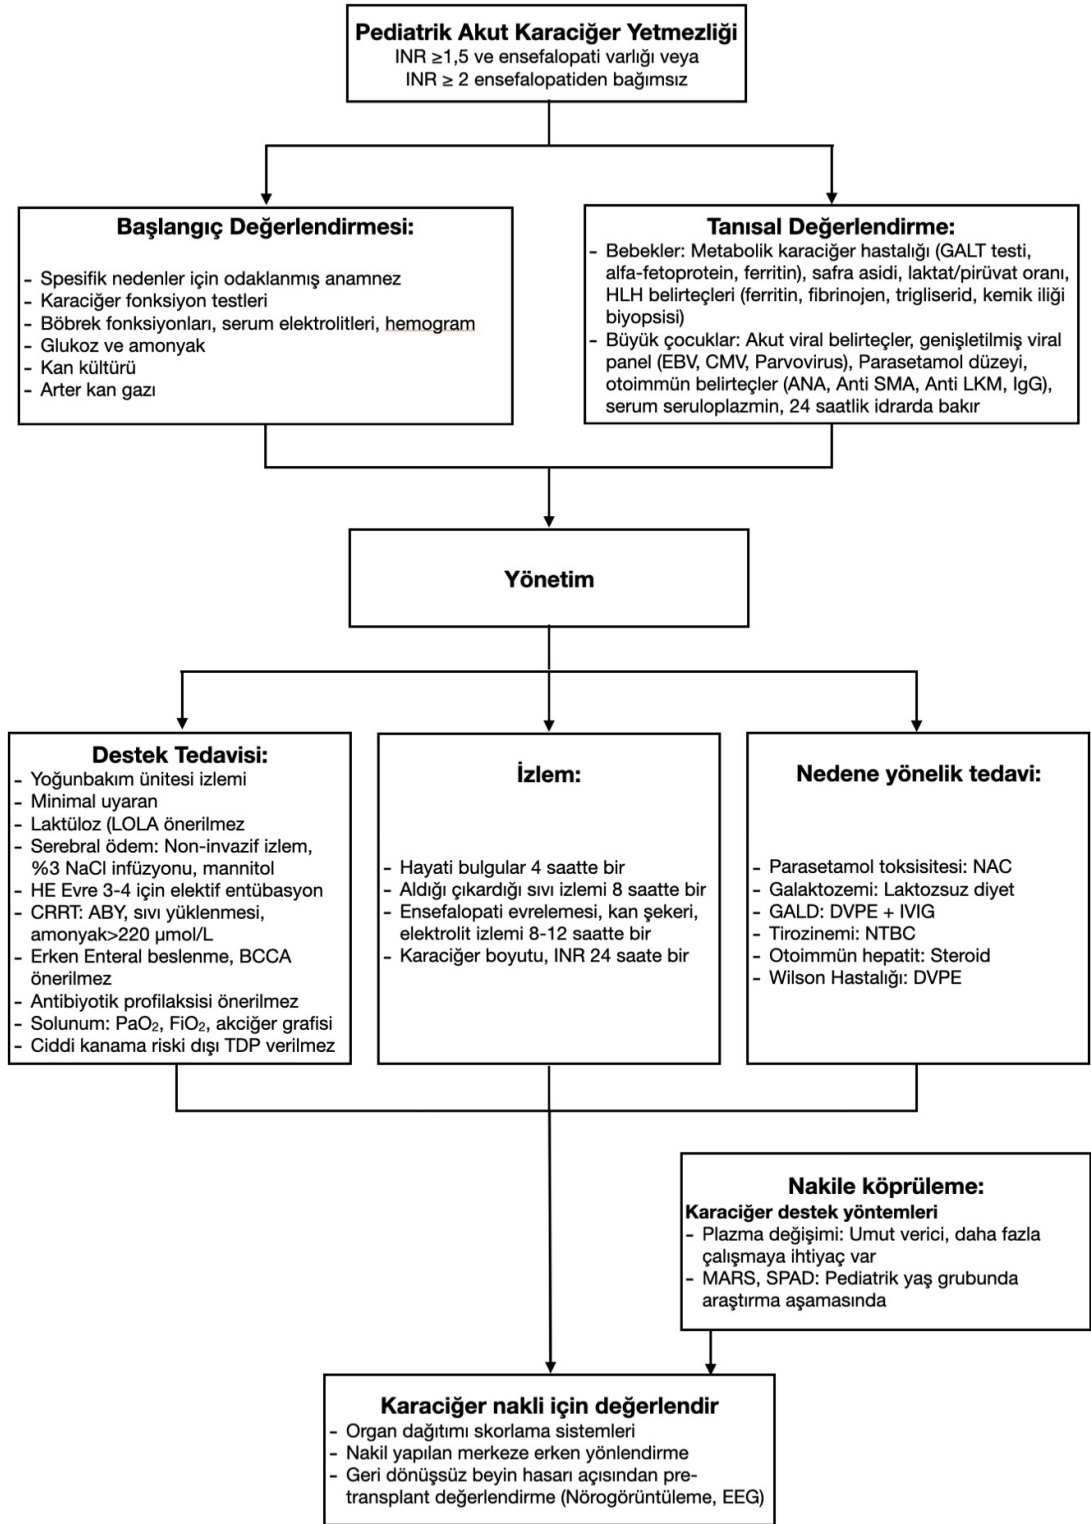 Pediatrik Akut Karaciğer Yetmezliği
INR ≥1,5 ve ensefalopati varlığı veya
INR ≥ 2 ensefalopatiden bağımsız
Başlangıç Değerlendirmesi:
- Spesifik nedenler için odaklanmış anamnez
- Karaciğer fonksiyon testleri
- Böbrek fonksiyonları, serum elektrolitleri, hemogram
- Glukoz ve amonyak
- Kan kültürü
- Arter kan gazı
Tanısal Değerlendirme:
- Bebekler: Metabolik karaciğer hastalığı (GALT testi,
alfa-fetoprotein, ferritin), safra asidi, laktat/pirüvat oranı,
HLH belirteçleri (ferritin, fibrinojen, trigliserid, kemik iliği
biyopsisi)
- Büyük çocuklar: Akut viral belirteçler, genişletilmiş viral
panel (EBV, CMV, Parvovirus), Parasetamol düzeyi,
otoimmün belirteçler (ANA, Anti SMA, Anti LKM, IgG),
serum seruloplazmin, 24 saatlik idrarda bakır
Yönetim
Destek Tedavisi:
- Yoğunbakım ünitesi izlemi
- Minimal uyaran
- Laktüloz (LOLA önerilmez
- Serebral ödem: Non-invazif izlem,
%3 NaCl infüzyonu, mannitol
- HE Evre 3-4 için elektif entübasyon
- CRRT: ABY, sıvı yüklenmesi,
amonyak>220 µmol/L
- Erken Enteral beslenme, BCCA
önerilmez
- Antibiyotik profilaksisi önerilmez
- Solunum: PaO₂, FiO₂, akciğer grafisi
- Ciddi kanama riski dışı TDP verilmez
İzlem:
- Hayati bulgular 4 saatte bir
- Aldığı çıkardığı sıvı izlemi 8 saatte bir
- Ensefalopati evrelemesi, kan şekeri,
elektrolit izlemi 8-12 saatte bir
- Karaciğer boyutu, INR 24 saate bir
Nedene yönelik tedavi:
- Parasetamol toksisitesi: NAC
- Galaktozemi: Laktozsuz diyet
- GALD: DVPE + IVIG
- Tirozinemi: NTBC
- Otoimmün hepatit: Steroid
- Wilson Hastalığı: DVPE
Nakile köprüleme:
Karaciğer destek yöntemleri
- Plazma değişimi: Umut verici, daha fazla
çalışmaya ihtiyaç var
- MARS, SPAD: Pediatrik yaş grubunda
araştırma aşamasında
Karaciğer nakli için değerlendir
- Organ dağıtımı skorlama sistemleri
- Nakil yapılan merkeze erken yönlendirme
- Geri dönüşsüz beyin hasarı açısından pre-
transplant değerlendirme (Nörogörüntüleme, EEG)